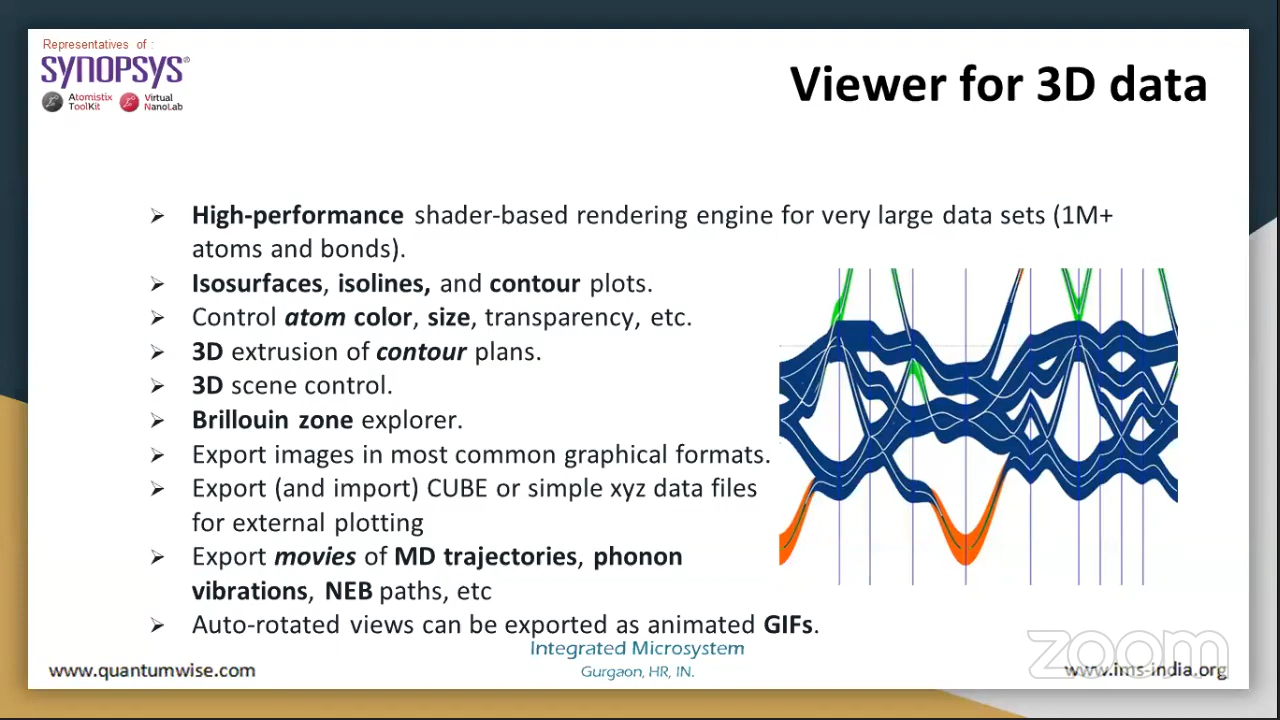 Representatives of :
SYNOPSYS®
Atomistix ToolKit
Virtual NanoLab
Viewer for 3D data
➢ High-performance shader-based rendering engine for very large data sets (1M+
atoms and bonds).
➢ Isosurfaces, isolines, and contour plots.
➢ Control atom color, size, transparency, etc.
➢ 3D extrusion of contour plans.
➢ 3D scene control.
➢ Brillouin zone explorer.
➢ Export images in most common graphical formats.
➢ Export (and import) CUBE or simple xyz data files
for external plotting
➢ Export movies of MD trajectories, phonon
vibrations, NEB paths, etc
➢ Auto-rotated views can be exported as animated GIFs.
Integrated Microsystem
Gurgaon, HR, IN.
www.quantumwise.com
www.ims-india.org
zoom